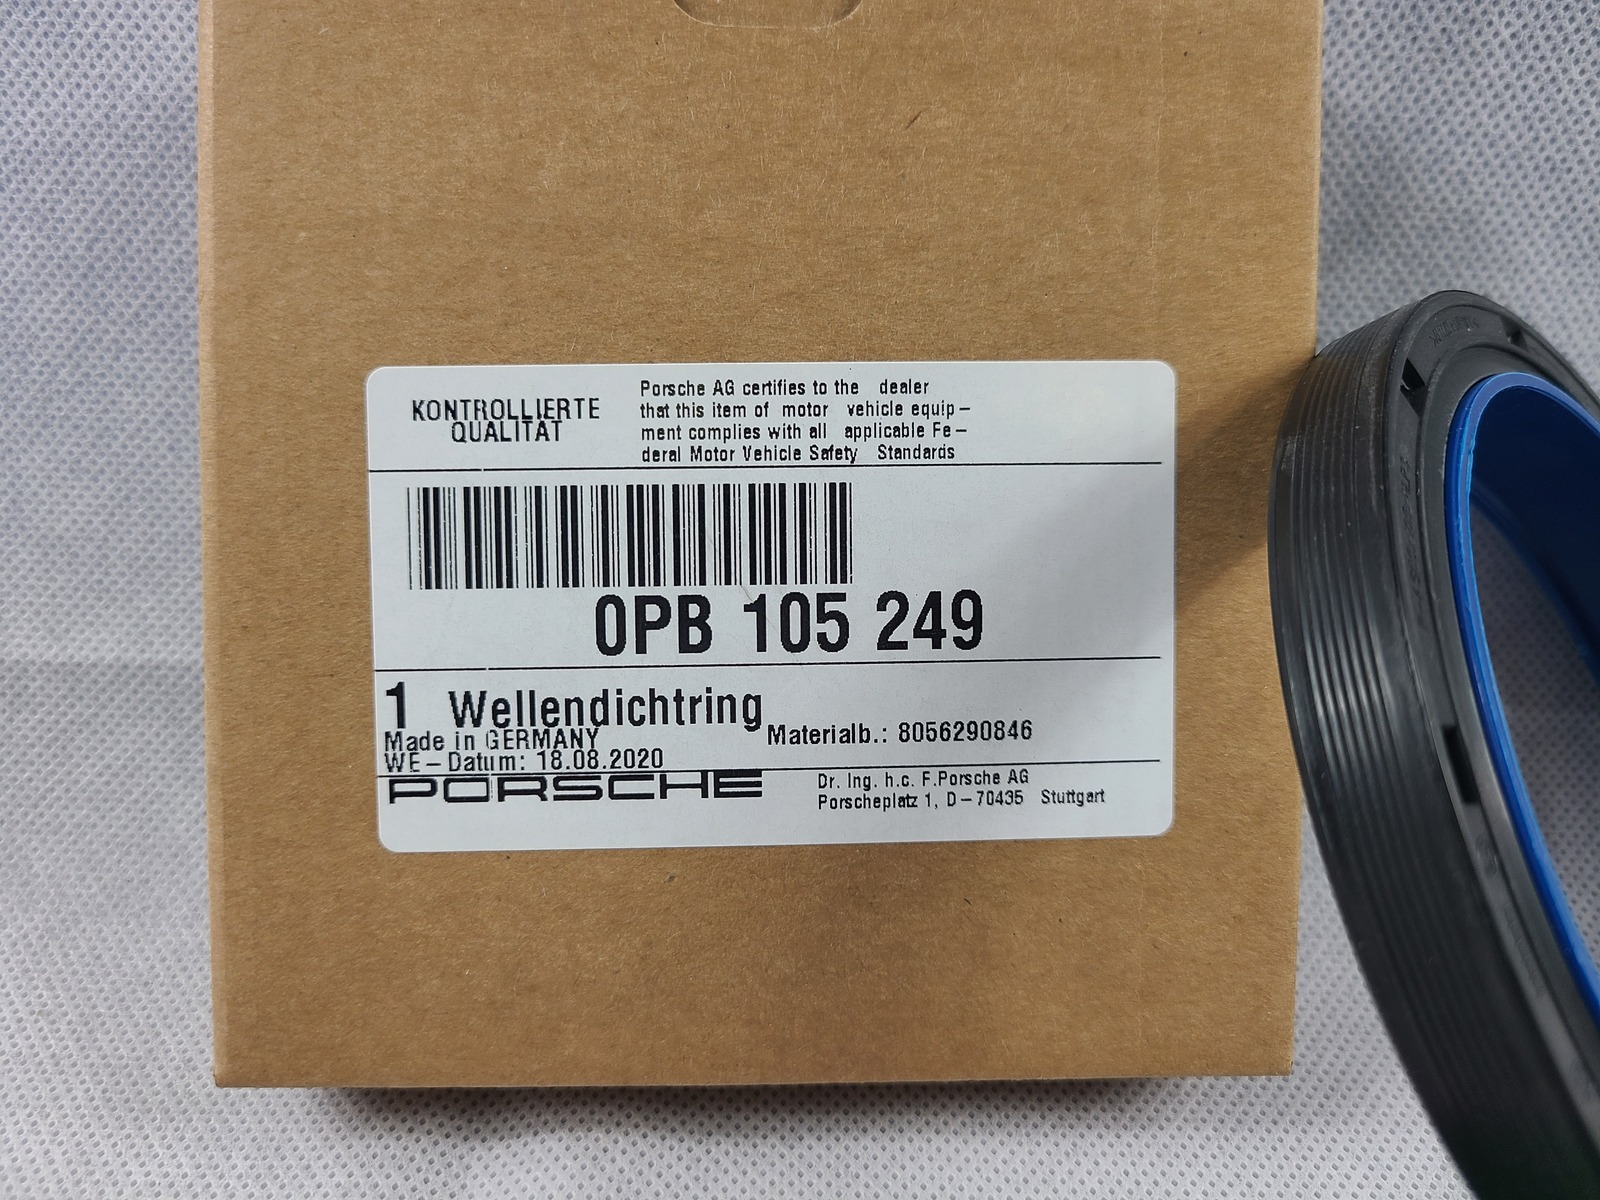 KONTROLLIERTE
QUALITÄT
Porsche AG certifies to the dealer
that this item of motor vehicle equip–
ment complies with all applicable Fe–
deral Motor Vehicle Safety Standards
0PB 105 249
1 Wellendichtring
Made in GERMANY
Materialb.: 8056290846
WE–Datum: 18.08.2020
PORSCHE
Dr. Ing. h.c. F.Porsche AG
Porscheplatz 1, D–70435 Stuttgart